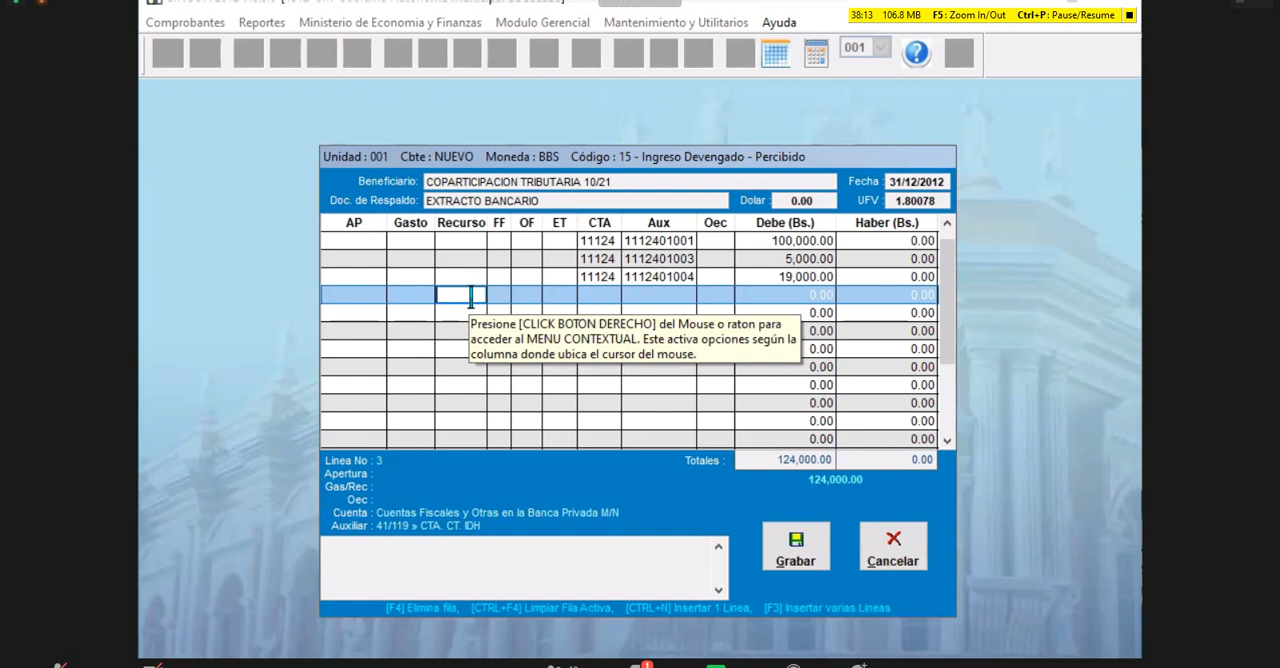 38:13 106.8 MB F5: Zoom In/Out Ctrl+P: Pause/Resume
Comprobantes Reportes Ministerio de Economia y Finanzas Modulo Gerencial Mantenimiento y Utilitarios Ayuda
001
Unidad : 001 Cbte : NUEVO Moneda : BBS Código : 15 - Ingreso Devengado - Percibido
Beneficiario: COPARTICIPACION TRIBUTARIA 10/21 Fecha : 31/12/2012
Doc. de Respaldo: EXTRACTO BANCARIO Dolar : 0.00 UFV : 1.80078
AP Gasto Recurso FF OF ET CTA Aux Oec Debe (Bs.) Haber (Bs.)
11124 1112401001 100,000.00 0.00
11124 1112401003 5,000.00 0.00
11124 1112401004 19,000.00 0.00
0.00 0.00
0.00 0.00
Presione [CLICK BOTON DERECHO] del Mouse o raton para
acceder al MENU CONTEXTUAL. Este activa opciones según la
columna donde ubica el cursor del mouse.
0.00
0.00
0.00 0.00
0.00 0.00
0.00 0.00
0.00 0.00
0.00 0.00
Linea No : 3 Totales : 124,000.00 0.00
Apertura :
124,000.00
Gas/Rec :
Oec :
Cuenta : Cuentas Fiscales y Otras en la Banca Privada M/N
Auxiliar : 41/119 » CTA. CT. IDH
Grabar Cancelar
[F4] Elimina fila, [CTRL+F4] Limpiar Fila Activa, [CTRL+N] Insertar 1 Linea, [F3] Insertar varias Lineas
1